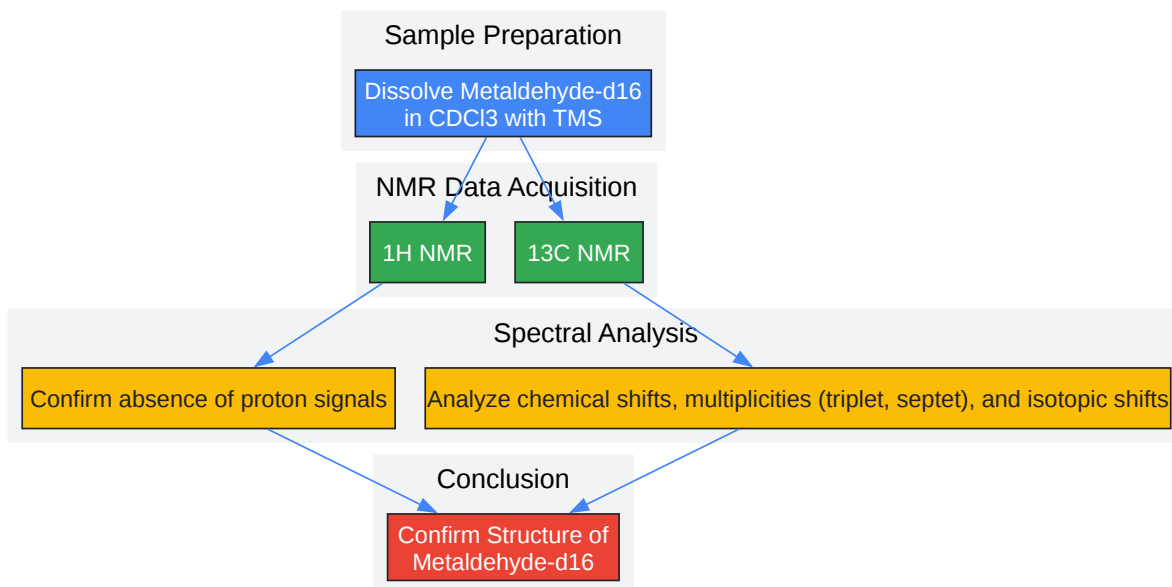 Sample Preparation
Dissolve Metaldehyde-d16
in CDCl3 with TMS
NMR Data Acquisition
1H NMR
13C NMR
Spectral Analysis
Confirm absence of proton signals
Analyze chemical shifts, multiplicities (triplet, septet), and isotopic shifts
Conclusion
Confirm Structure of
Metaldehyde-d16